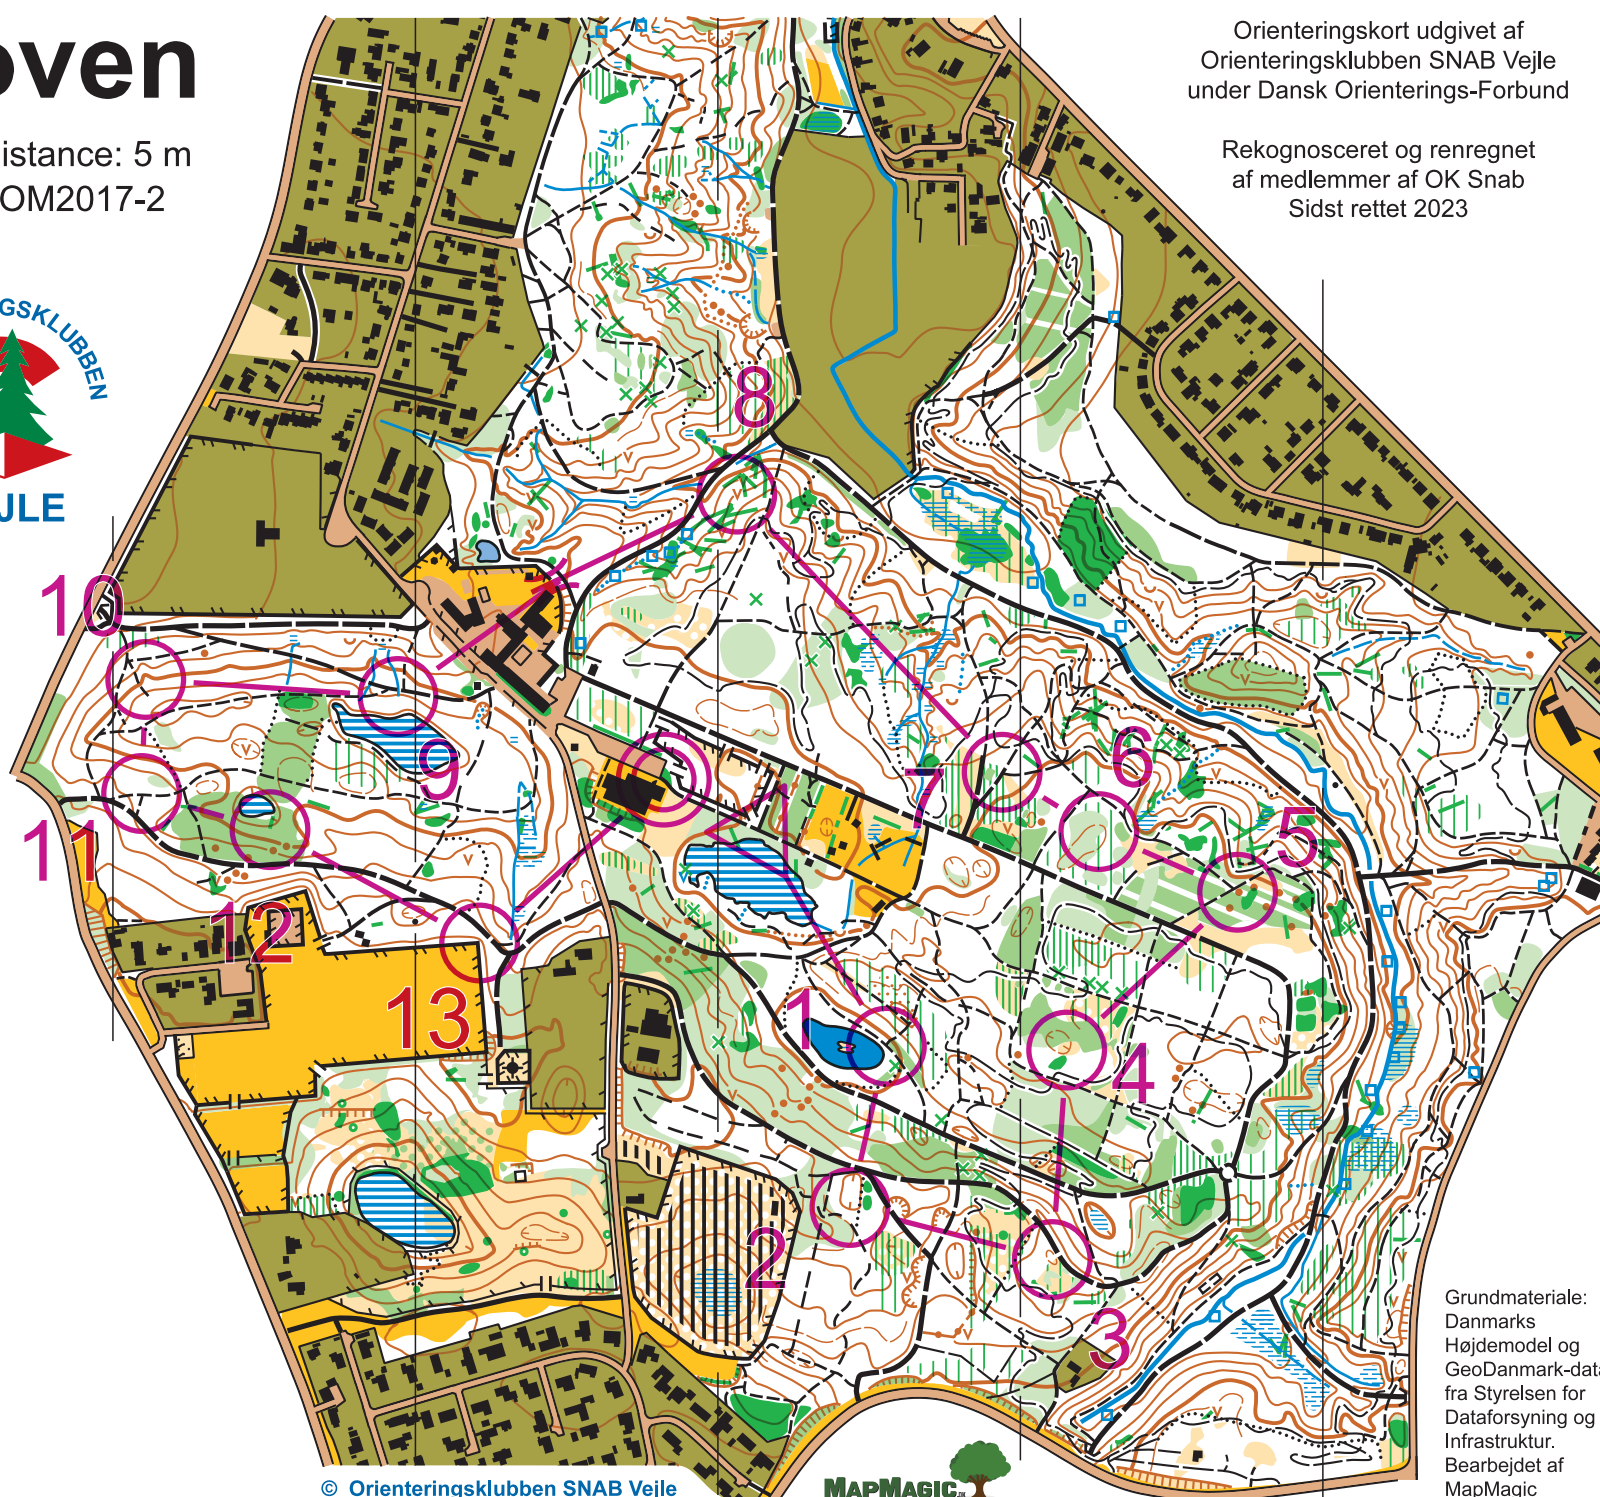 oven
istance: 5 m
OM2017-2
GSKLUBBEN
JLE
Orienteringskort udgivet af
Orienteringsklubben SNAB Vejle
under Dansk Orienterings-Forbund
Rekognosceret og renregnet
af medlemmer af OK Snab
Sidst rettet 2023
8
10
9
7
6
5
11
12
13
1
4
2
3
Grundmateriale:
Danmarks
Højdemodel og
GeoDanmark-data
fra Styrelsen for
Dataforsyning og
Infrastruktur.
Bearbejdet af
MapMagic
© Orienteringsklubben SNAB Vejle
MAPMAGIC.DK